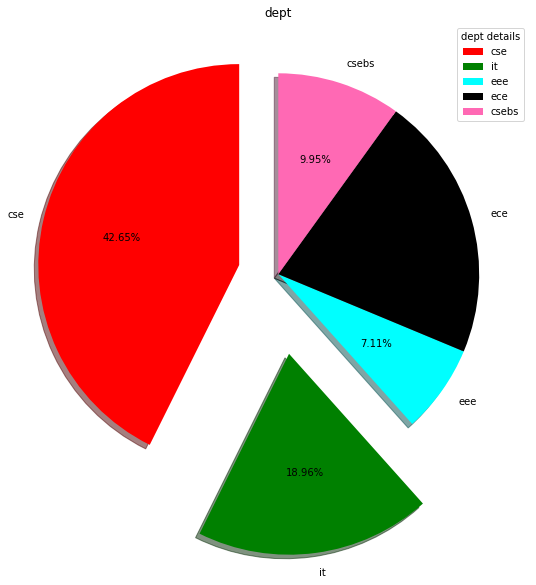 dept
dept details
cse
it
eee
ece
csebs
csebs
9.95%
cse
42.65%
ece
7.11%
eee
18.96%
it